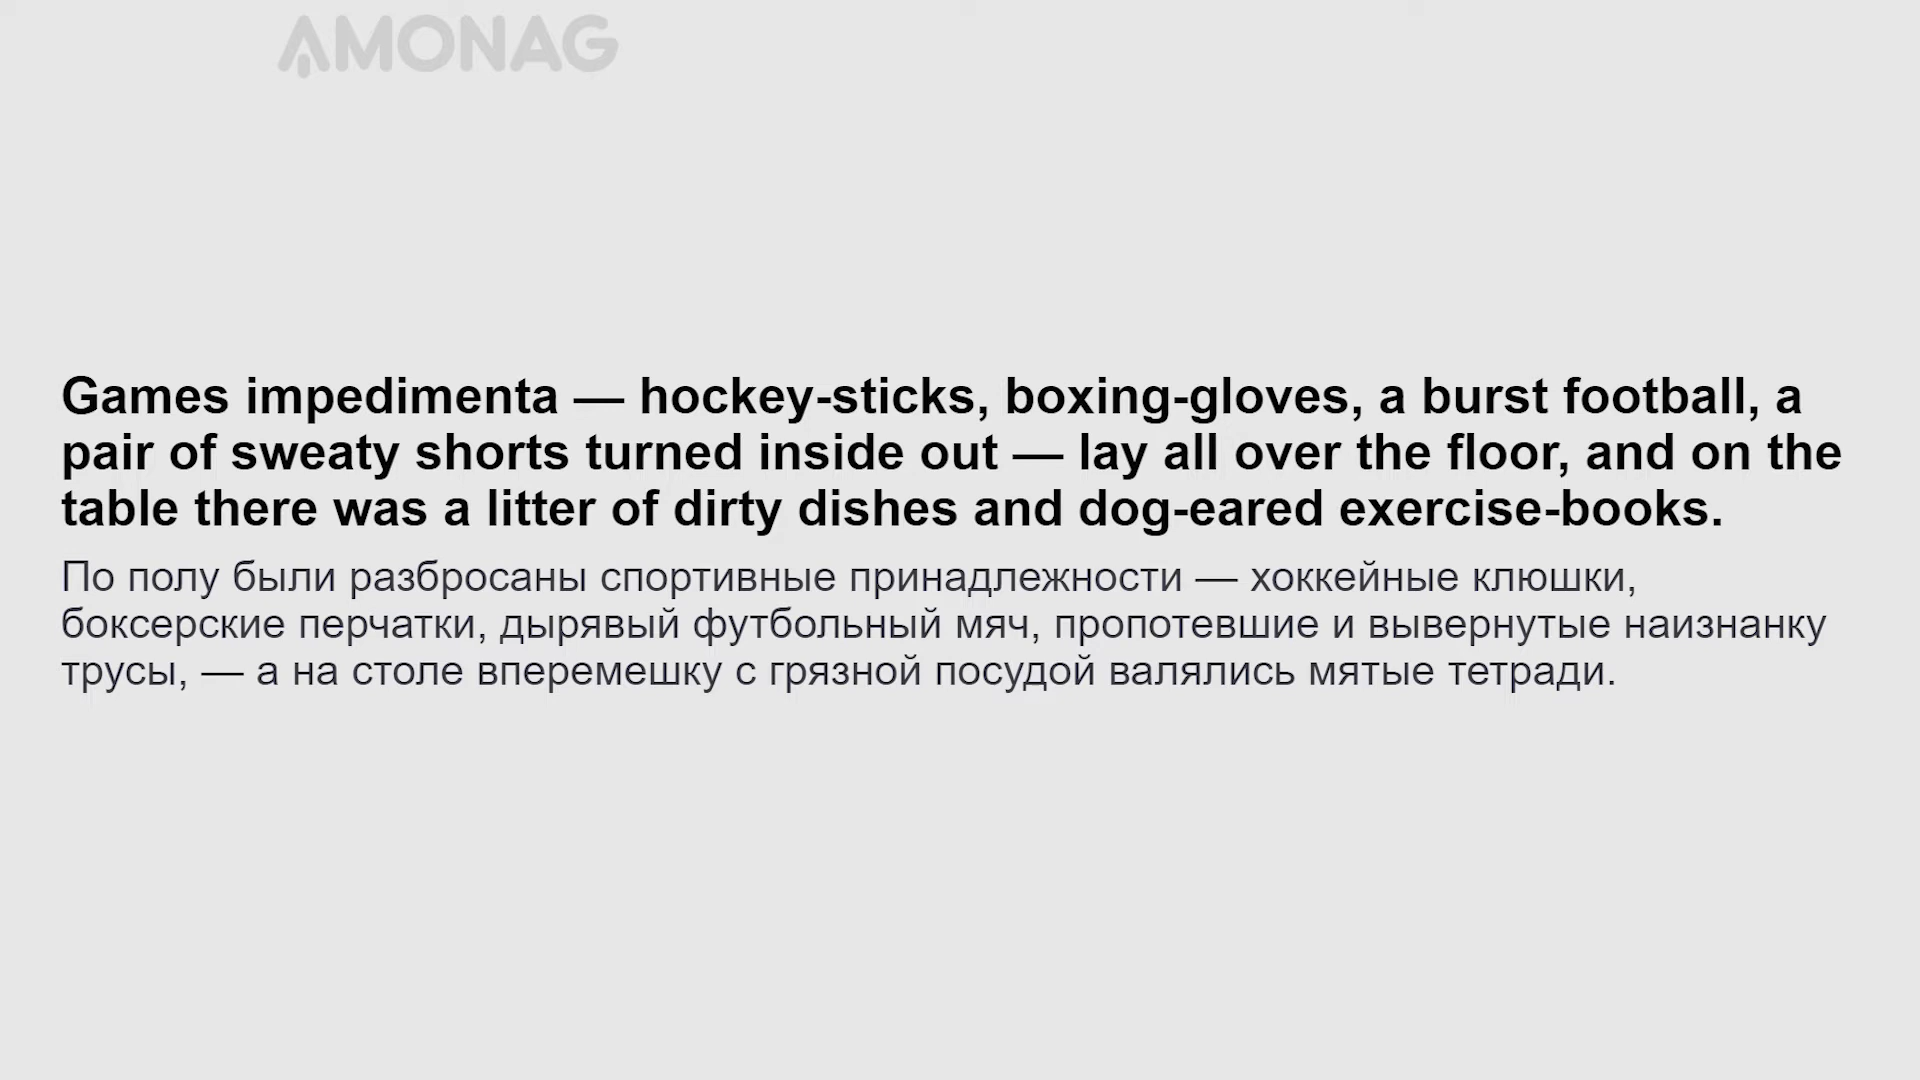 AMONAG
Games impedimenta — hockey-sticks, boxing-gloves, a burst football, a
pair of sweaty shorts turned inside out — lay all over the floor, and on the
table there was a litter of dirty dishes and dog-eared exercise-books.
По полу были разбросаны спортивные принадлежности — хоккейные клюшки,
боксерские перчатки, дырявый футбольный мяч, пропотевшие и вывернутые наизнанку
трусы, — а на столе вперемешку с грязной посудой валялись мятые тетради.